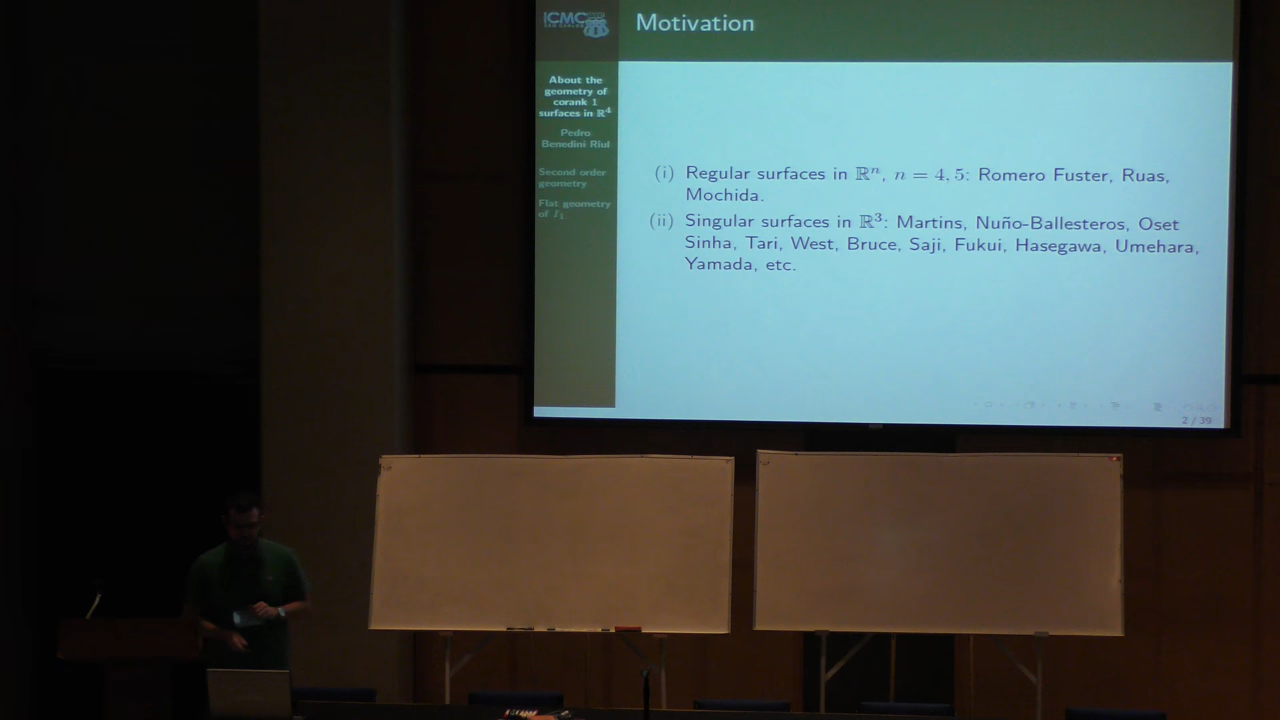 ICMC
SÃO CARLOS
Motivation
About the
geometry of
corank 1
surfaces in ℝ⁴
Pedro
Benedini Riul
Second order
geometry
Flat geometry
of
(i) Regular surfaces in ℝⁿ, n = 4, 5: Romero Fuster, Ruas,
Mochida.
(ii) Singular surfaces in ℝ³: Martins, Nuño-Ballesteros, Oset
Sinha, Tari, West, Bruce, Saji, Fukui, Hasegawa, Umehara,
Yamada, etc.
2 / 39